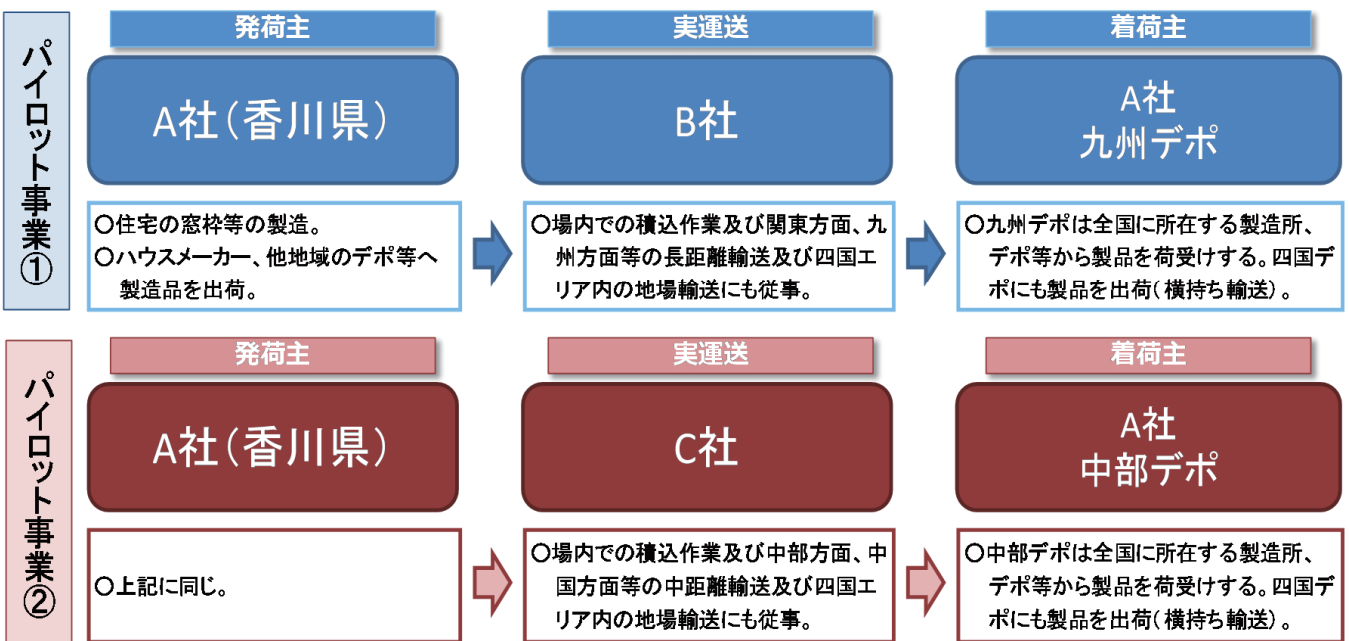 パイロット事業①
発荷主
実運送
着荷主
A社(香川県)
B社
A社
九州デポ
○住宅の窓枠等の製造。
○ハウスメーカー、他地域のデポ等へ
製造品を出荷。
○場内での積込作業及び関東方面、九
州方面等の長距離輸送及び四国エ
リア内の地場輸送にも従事。
○九州デポは全国に所在する製造所、
デポ等から製品を荷受けする。四国デ
ポにも製品を出荷(横持ち輸送)。
パイロット事業②
発荷主
実運送
着荷主
A社(香川県)
C社
A社
中部デポ
○上記に同じ。
○場内での積込作業及び中部方面、中
国方面等の中距離輸送及び四国エ
リア内の地場輸送にも従事。
○中部デポは全国に所在する製造所、
デポ等から製品を荷受けする。四国デ
ポにも製品を出荷(横持ち輸送)。